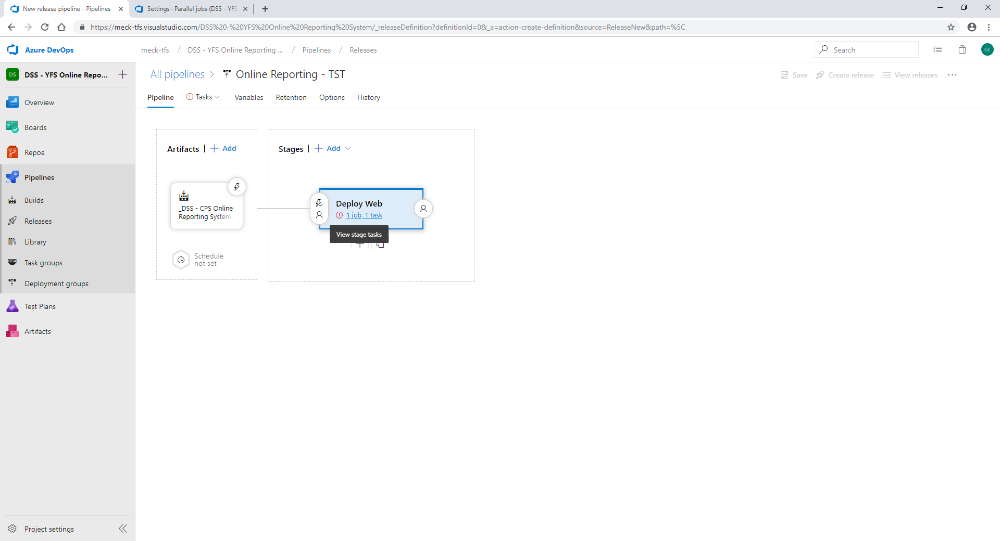 New release pipeline - Pipelines
Settings · Parallel jobs (DSS - YFS
https://meck-tfs.visualstudio.com/DSS%20-%20YFS%20Online%20Reporting%20System/_releaseDefinition?definitionId=0&_a=action-create-definition&source=ReleaseNew&path=%5C
Azure DevOps
meck-tfs / DSS - YFS Online Reporting ... / Pipelines / Releases
Search
GE
DS DSS - YFS Online Repo...
All pipelines > Online Reporting - TST
Save Create release View releases ...
Pipeline Tasks Variables Retention Options History
Overview
Boards
Repos
Pipelines
Builds
Releases
Library
Task groups
Deployment groups
Test Plans
Artifacts
Project settings
Artifacts | + Add
_DSS - CPS Online
Reporting System-
Schedule
not set
Stages | + Add
Deploy Web
1 job, 1 task
View stage tasks